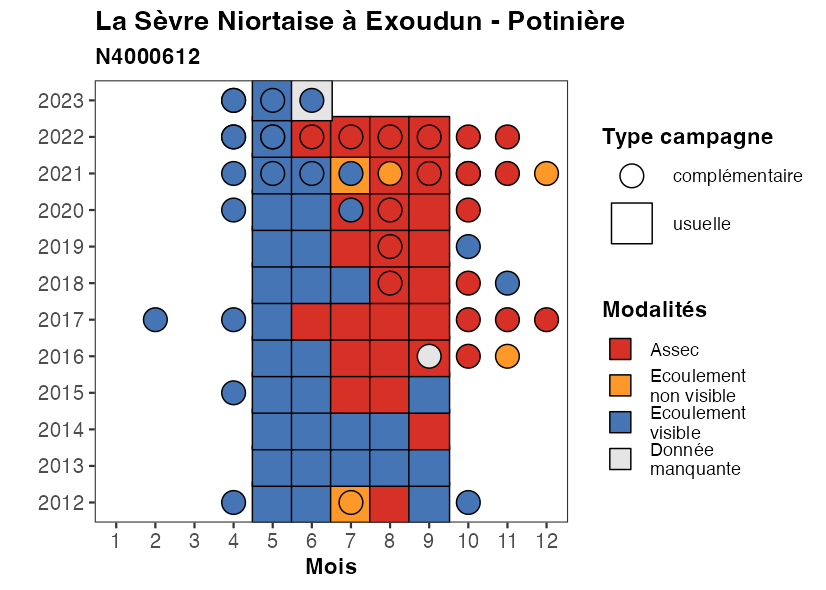 La Sèvre Niortaise à Exoudun - Potinière
N4000612
2023
2022
2021
2020
2019
2018
2017
2016
2015
2014
2013
2012
1 2 3 4 5 6 7 8 9 10 11 12
Mois
Type campagne
complémentaire
usuelle
Modalités
Assec
Ecoulement
non visible
Ecoulement
visible
Donnée
manquante